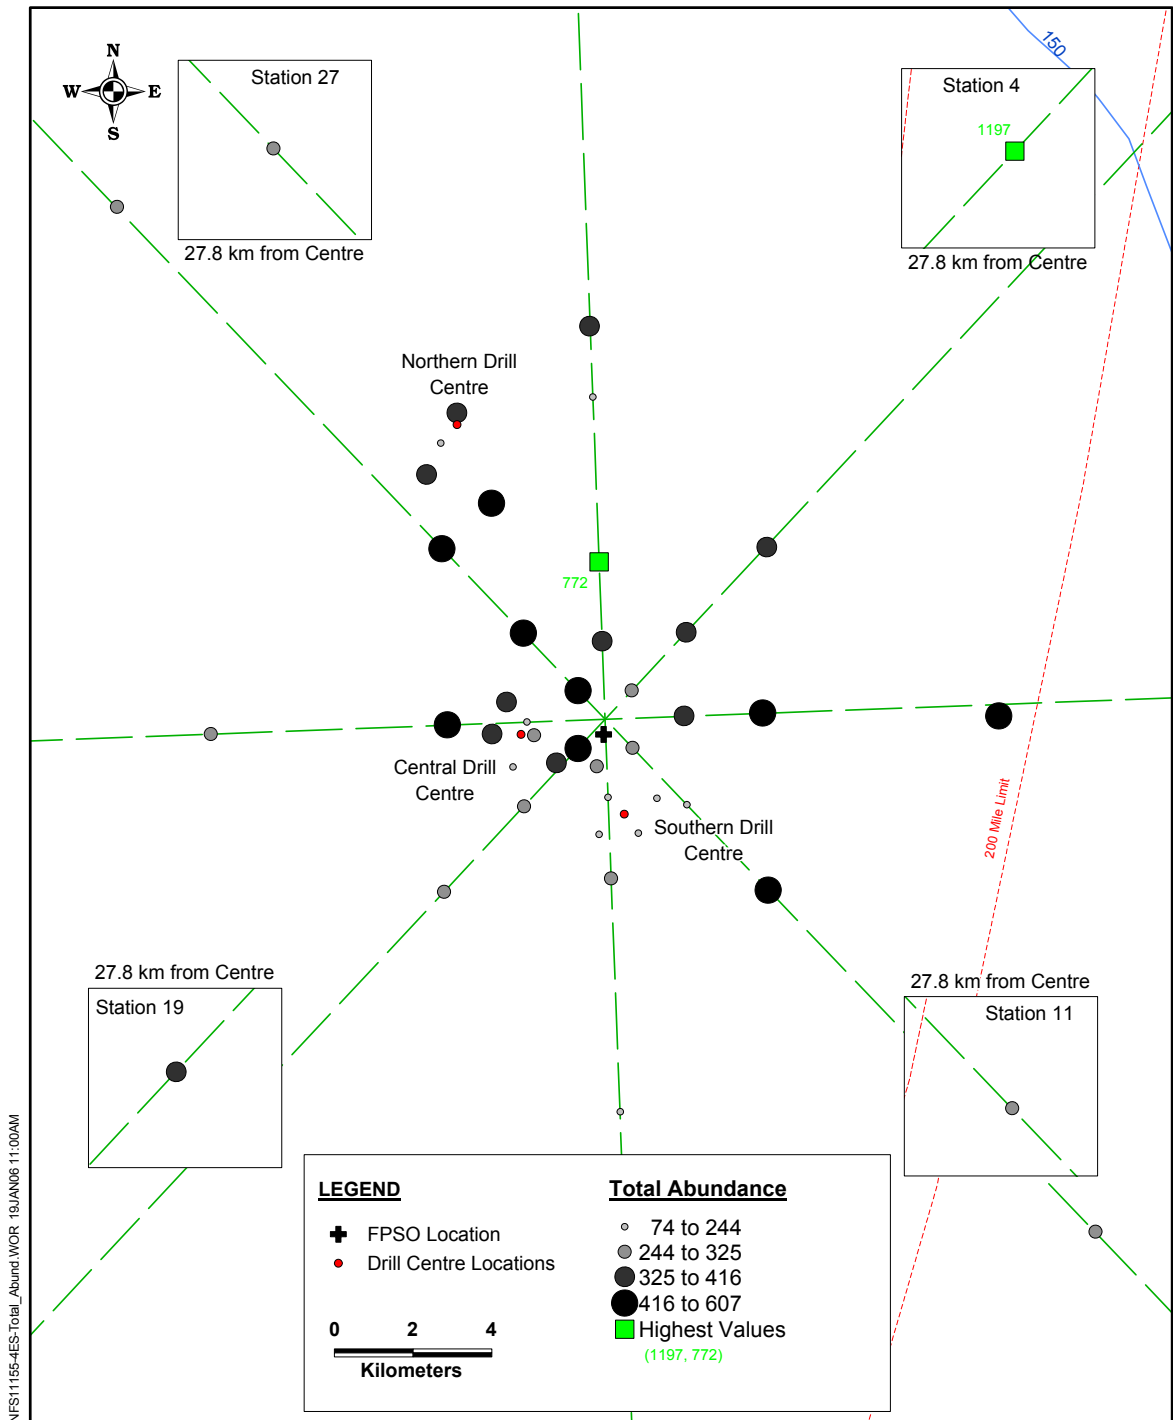 N
W E
S
Station 27
27.8 km from Centre
150
Station 4
1197
27.8 km from Centre
Northern Drill
Centre
772
Central Drill
Centre
Southern Drill
Centre
200 Mile Limit
27.8 km from Centre
Station 19
27.8 km from Centre
Station 11
LEGEND
FPSO Location
Drill Centre Locations
0 2 4
Kilometers
Total Abundance
74 to 244
244 to 325
325 to 416
416 to 607
Highest Values
(1197, 772)
NFS11155-4ES-Total_Abund.WOR 19JAN06 11:00AM